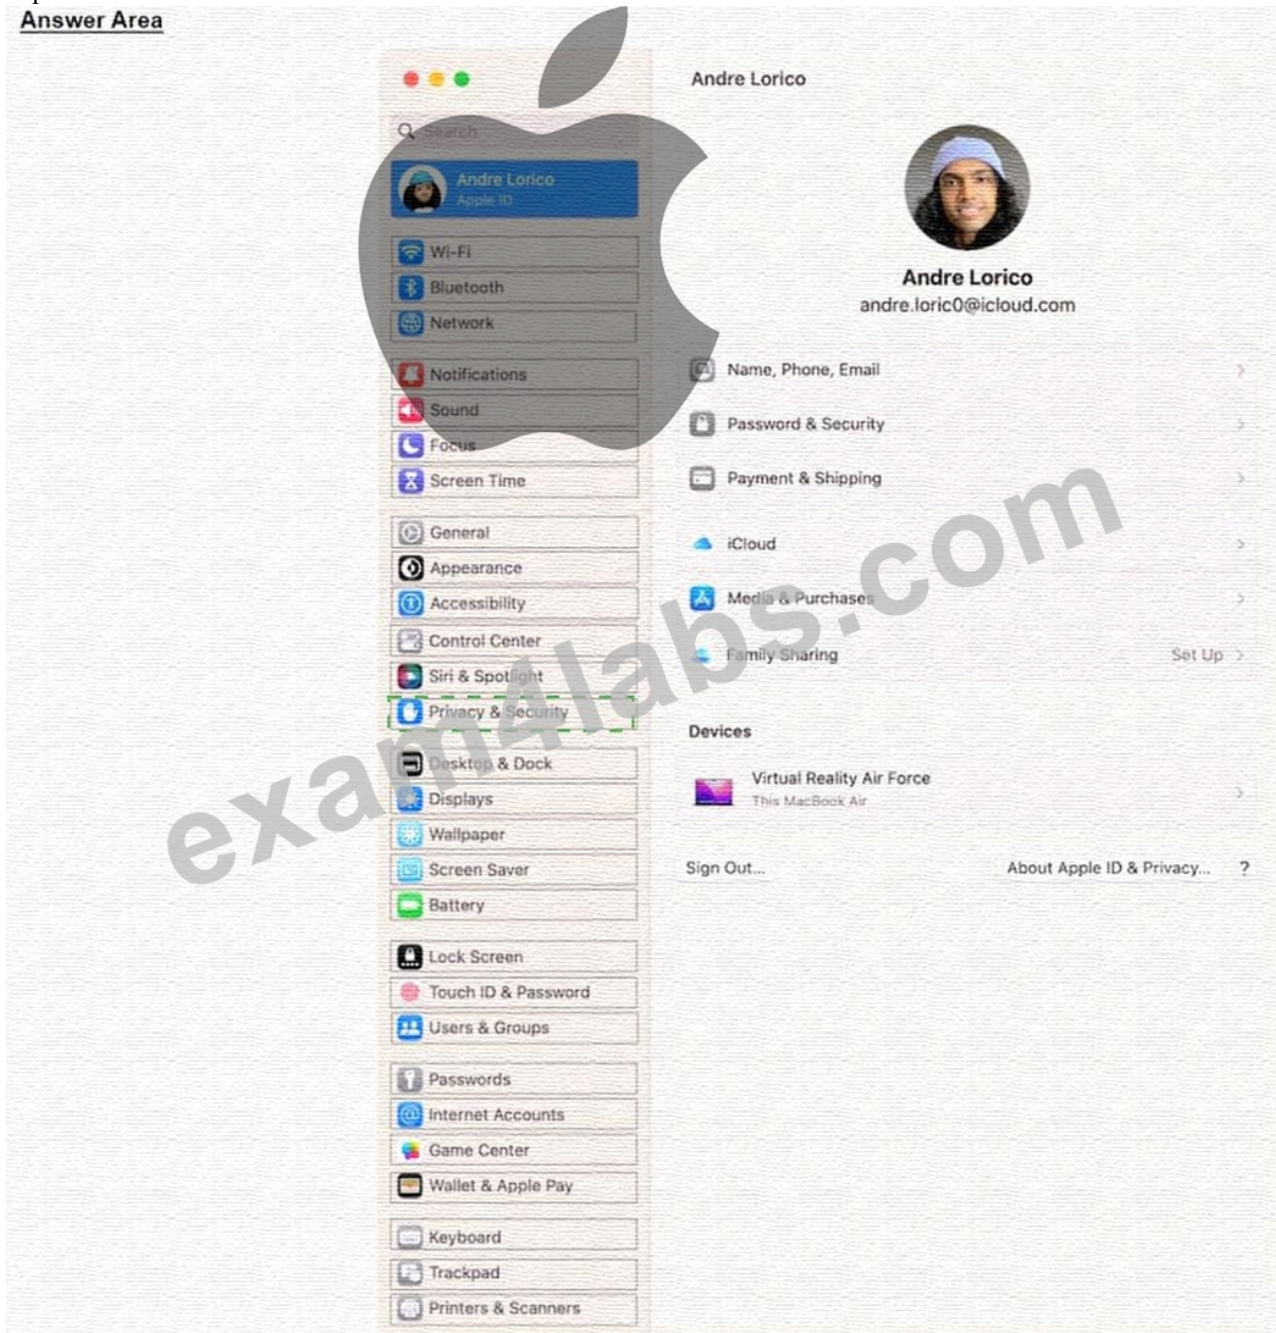 Answer Area
Andre Lorico
Search
Andre Lorico
Apple ID
Wi-Fi
Bluetooth
Network
Notifications
Sound
Focus
Screen Time
General
Appearance
Accessibility
Control Center
Siri & Spotlight
Privacy & Security
Desktop & Dock
Displays
Wallpaper
Screen Saver
Battery
Lock Screen
Touch ID & Password
Users & Groups
Passwords
Internet Accounts
Game Center
Wallet & Apple Pay
Keyboard
Trackpad
Printers & Scanners
Andre Lorico
andre.loric0@icloud.com
Name, Phone, Email
Password & Security
Payment & Shipping
iCloud
Media & Purchases
Family Sharing Set Up
Devices
Virtual Reality Air Force
This MacBook Air
Sign Out... About Apple ID & Privacy... ?
exam4labs.com